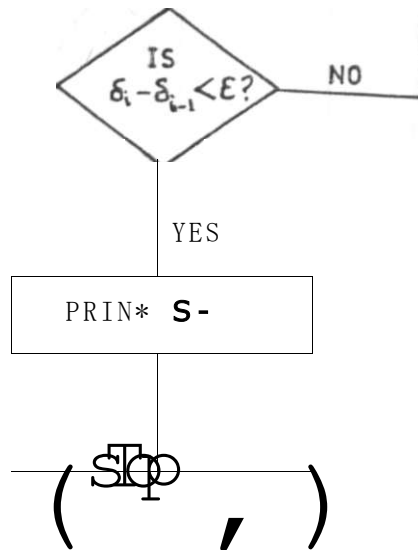 IS
δᵢ-δᵢ₋₁<ε?
NO
YES
PRIN* S-
STOP
( , )